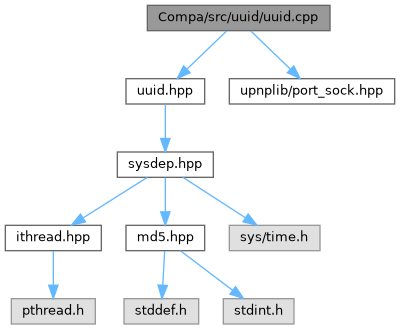 Compa/src/uuid/uuid.cpp
uuid.hpp
upnplib/port_sock.hpp
sysdep.hpp
ithread.hpp
md5.hpp
sys/time.h
pthread.h
stddef.h
stdint.h